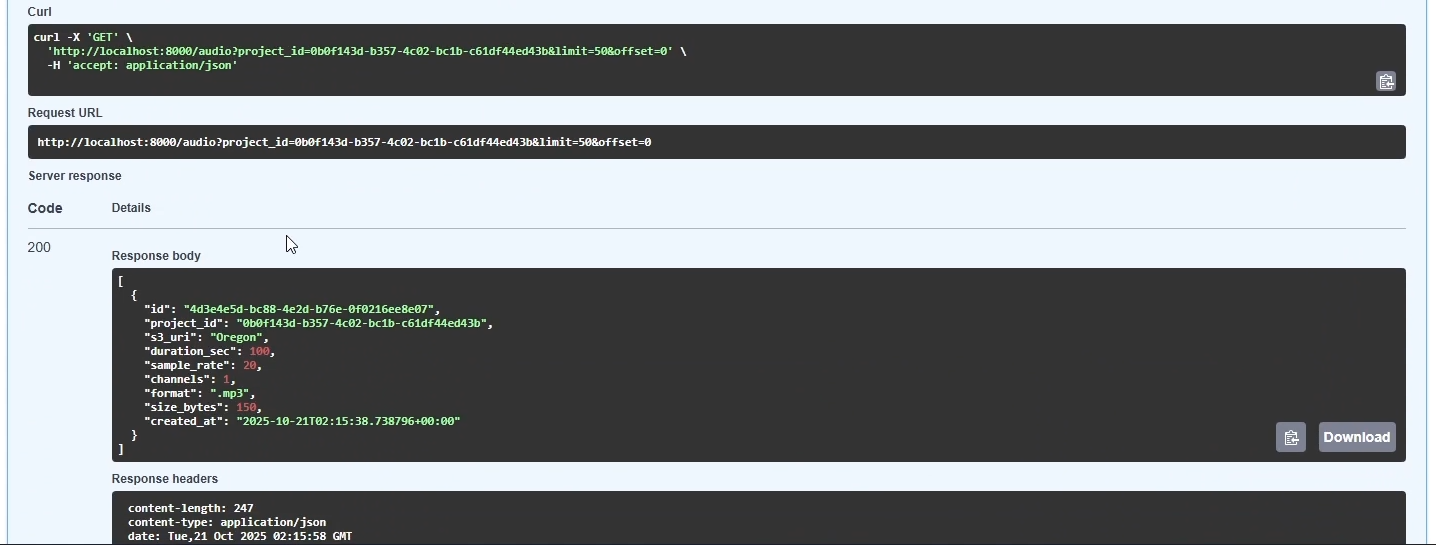 Curl
curl -X 'GET' \
  'http://localhost:8000/audio?project_id=0b0f143d-b357-4c02-bc1b-c61df44ed43b&limit=50&offset=0' \
  -H 'accept: application/json'
Request URL
http://localhost:8000/audio?project_id=0b0f143d-b357-4c02-bc1b-c61df44ed43b&limit=50&offset=0
Server response
Code Details
200
Response body
[
  {
    "id": "4d3e4e5d-bc88-4e2d-b76e-0f0216ee8e07",
    "project_id": "0b0f143d-b357-4c02-bc1b-c61df44ed43b",
    "s3_uri": "Oregon",
    "duration_sec": 100,
    "sample_rate": 20,
    "channels": 1,
    "format": ".mp3",
    "size_bytes": 150,
    "created_at": "2025-10-21T02:15:38.738796+00:00"
  }
]
Download
Response headers
content-length: 247
content-type: application/json
date: Tue,21 Oct 2025 02:15:58 GMT